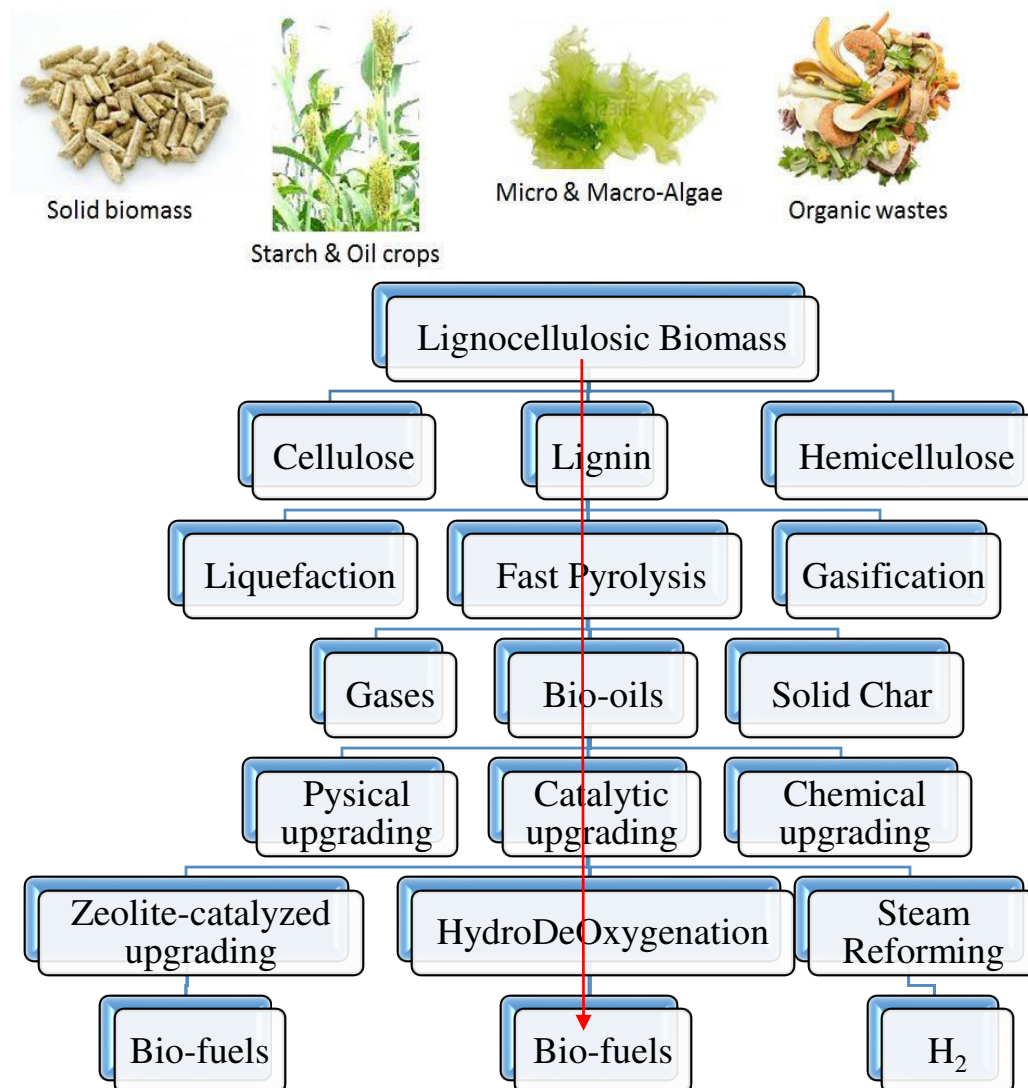 Solid biomass
Starch & Oil crops
Micro & Macro-Algae
Organic wastes
Lignocellulosic Biomass
Cellulose
Lignin
Hemicellulose
Liquefaction
Fast Pyrolysis
Gasification
Gases
Bio-oils
Solid Char
Pysical
upgrading
Catalytic
upgrading
Chemical
upgrading
Zeolite-catalyzed
upgrading
HydroDeOxygenation
Steam
Reforming
Bio-fuels
Bio-fuels
H₂